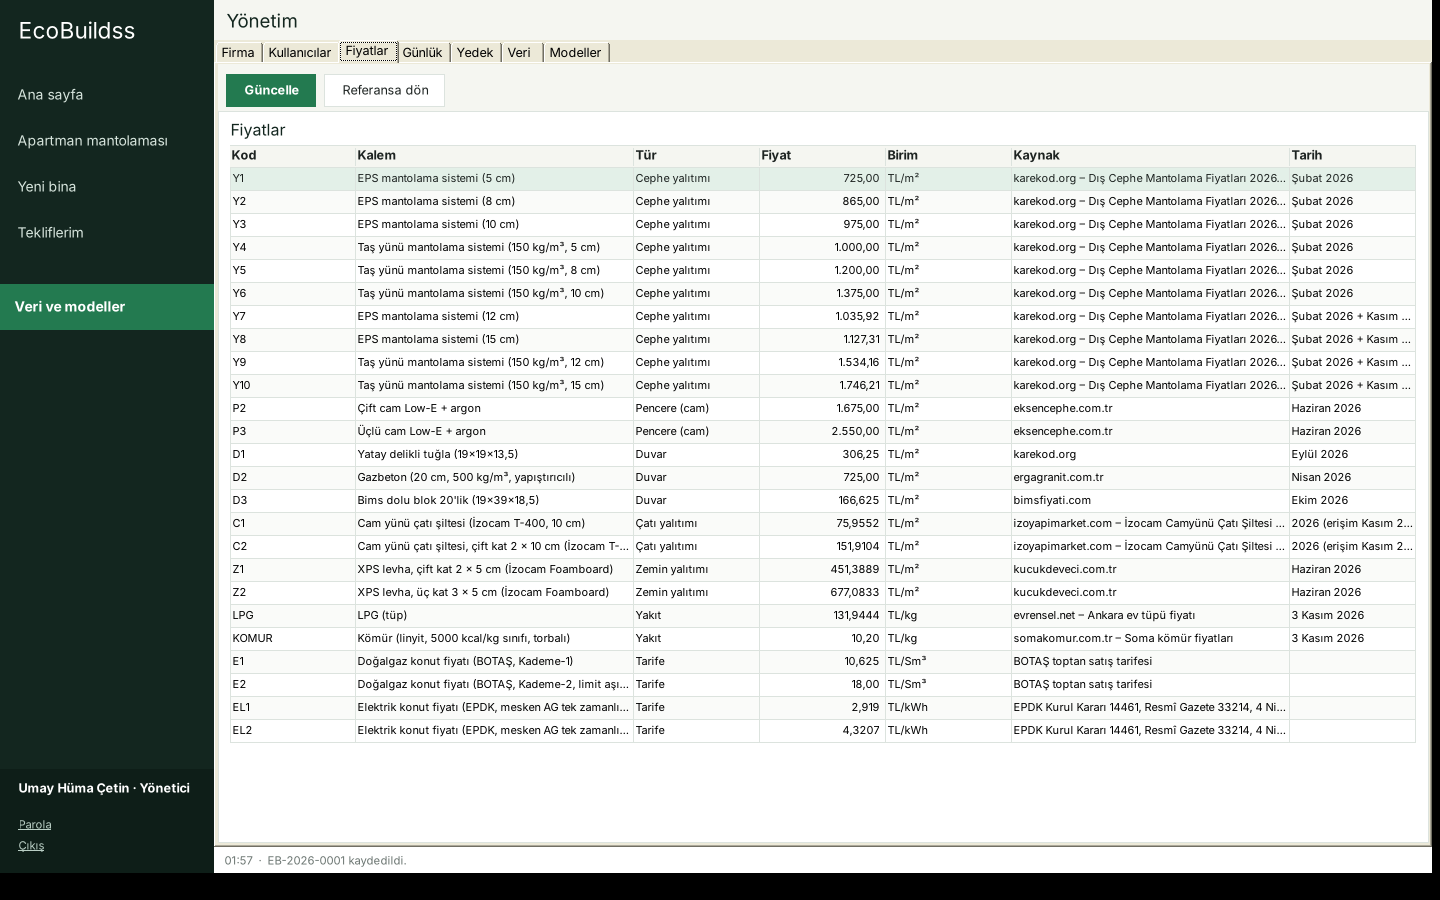 EcoBuildss
Ana sayfa
Apartman mantolaması
Yeni bina
Tekliflerim
Veri ve modeller
Umay Hüma Çetin · Yönetici
Parola
Çıkış
Yönetim
Firma Kullanıcılar Fiyatlar Günlük Yedek Veri Modeller
Güncelle Referansa dön
Fiyatlar
Kod Kalem Tür Fiyat Birim Kaynak Tarih
Y1 EPS mantolama sistemi (5 cm) Cephe yalıtımı 725,00 TL/m² karekod.org – Dış Cephe Mantolama Fiyatları 2026... Şubat 2026
Y2 EPS mantolama sistemi (8 cm) Cephe yalıtımı 865,00 TL/m² karekod.org – Dış Cephe Mantolama Fiyatları 2026... Şubat 2026
Y3 EPS mantolama sistemi (10 cm) Cephe yalıtımı 975,00 TL/m² karekod.org – Dış Cephe Mantolama Fiyatları 2026... Şubat 2026
Y4 Taş yünü mantolama sistemi (150 kg/m³, 5 cm) Cephe yalıtımı 1.000,00 TL/m² karekod.org – Dış Cephe Mantolama Fiyatları 2026... Şubat 2026
Y5 Taş yünü mantolama sistemi (150 kg/m³, 8 cm) Cephe yalıtımı 1.200,00 TL/m² karekod.org – Dış Cephe Mantolama Fiyatları 2026... Şubat 2026
Y6 Taş yünü mantolama sistemi (150 kg/m³, 10 cm) Cephe yalıtımı 1.375,00 TL/m² karekod.org – Dış Cephe Mantolama Fiyatları 2026... Şubat 2026
Y7 EPS mantolama sistemi (12 cm) Cephe yalıtımı 1.035,92 TL/m² karekod.org – Dış Cephe Mantolama Fiyatları 2026... Şubat 2026 + Kasım ...
Y8 EPS mantolama sistemi (15 cm) Cephe yalıtımı 1.127,31 TL/m² karekod.org – Dış Cephe Mantolama Fiyatları 2026... Şubat 2026 + Kasım ...
Y9 Taş yünü mantolama sistemi (150 kg/m³, 12 cm) Cephe yalıtımı 1.534,16 TL/m² karekod.org – Dış Cephe Mantolama Fiyatları 2026... Şubat 2026 + Kasım ...
Y10 Taş yünü mantolama sistemi (150 kg/m³, 15 cm) Cephe yalıtımı 1.746,21 TL/m² karekod.org – Dış Cephe Mantolama Fiyatları 2026... Şubat 2026 + Kasım ...
P2 Çift cam Low-E + argon Pencere (cam) 1.675,00 TL/m² eksencephe.com.tr Haziran 2026
P3 Üçlü cam Low-E + argon Pencere (cam) 2.550,00 TL/m² eksencephe.com.tr Haziran 2026
D1 Yatay delikli tuğla (19×19×13,5) Duvar 306,25 TL/m² karekod.org Eylül 2026
D2 Gazbeton (20 cm, 500 kg/m³, yapıştırıcılı) Duvar 725,00 TL/m² ergagranit.com.tr Nisan 2026
D3 Bims dolu blok 20'lik (19×39×18,5) Duvar 166,625 TL/m² bimsfiyati.com Ekim 2026
C1 Cam yünü çatı şiltesi (İzocam T-400, 10 cm) Çatı yalıtımı 75,9552 TL/m² izoyapimarket.com – İzocam Camyünü Çatı Şiltesi ... 2026 (erişim Kasım 2...
C2 Cam yünü çatı şiltesi, çift kat 2 × 10 cm (İzocam T-... Çatı yalıtımı 151,9104 TL/m² izoyapimarket.com – İzocam Camyünü Çatı Şiltesi ... 2026 (erişim Kasım 2...
Z1 XPS levha, çift kat 2 × 5 cm (İzocam Foamboard) Zemin yalıtımı 451,3889 TL/m² kucukdeveci.com.tr Haziran 2026
Z2 XPS levha, üç kat 3 × 5 cm (İzocam Foamboard) Zemin yalıtımı 677,0833 TL/m² kucukdeveci.com.tr Haziran 2026
LPG LPG (tüp) Yakıt 131,9444 TL/kg evrensel.net – Ankara ev tüpü fiyatı 3 Kasım 2026
KOMUR Kömür (linyit, 5000 kcal/kg sınıfı, torbalı) Yakıt 10,20 TL/kg somakomur.com.tr – Soma kömür fiyatları 3 Kasım 2026
E1 Doğalgaz konut fiyatı (BOTAŞ, Kademe-1) Tarife 10,625 TL/Sm³ BOTAŞ toptan satış tarifesi
E2 Doğalgaz konut fiyatı (BOTAŞ, Kademe-2, limit aşı... Tarife 18,00 TL/Sm³ BOTAŞ toptan satış tarifesi
EL1 Elektrik konut fiyatı (EPDK, mesken AG tek zamanlı... Tarife 2,919 TL/kWh EPDK Kurul Kararı 14461, Resmî Gazete 33214, 4 Ni...
EL2 Elektrik konut fiyatı (EPDK, mesken AG tek zamanlı... Tarife 4,3207 TL/kWh EPDK Kurul Kararı 14461, Resmî Gazete 33214, 4 Ni...
01:57 · EB-2026-0001 kaydedildi.